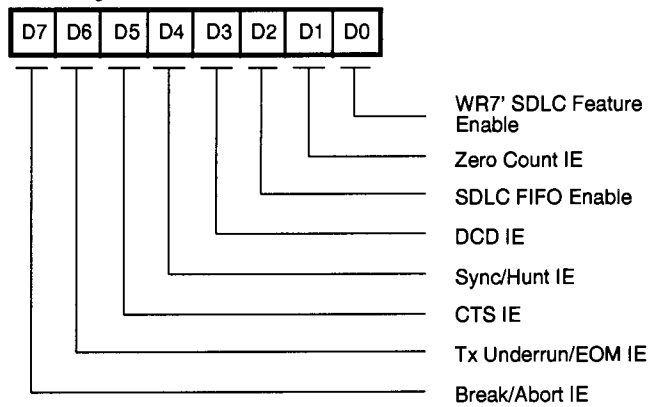 D7 D6 D5 D4 D3 D2 D1 D0
WR7' SDLC Feature
Enable
Zero Count IE
SDLC FIFO Enable
DCD IE
Sync/Hunt IE
CTS IE
Tx Underrun/EOM IE
Break/Abort IE